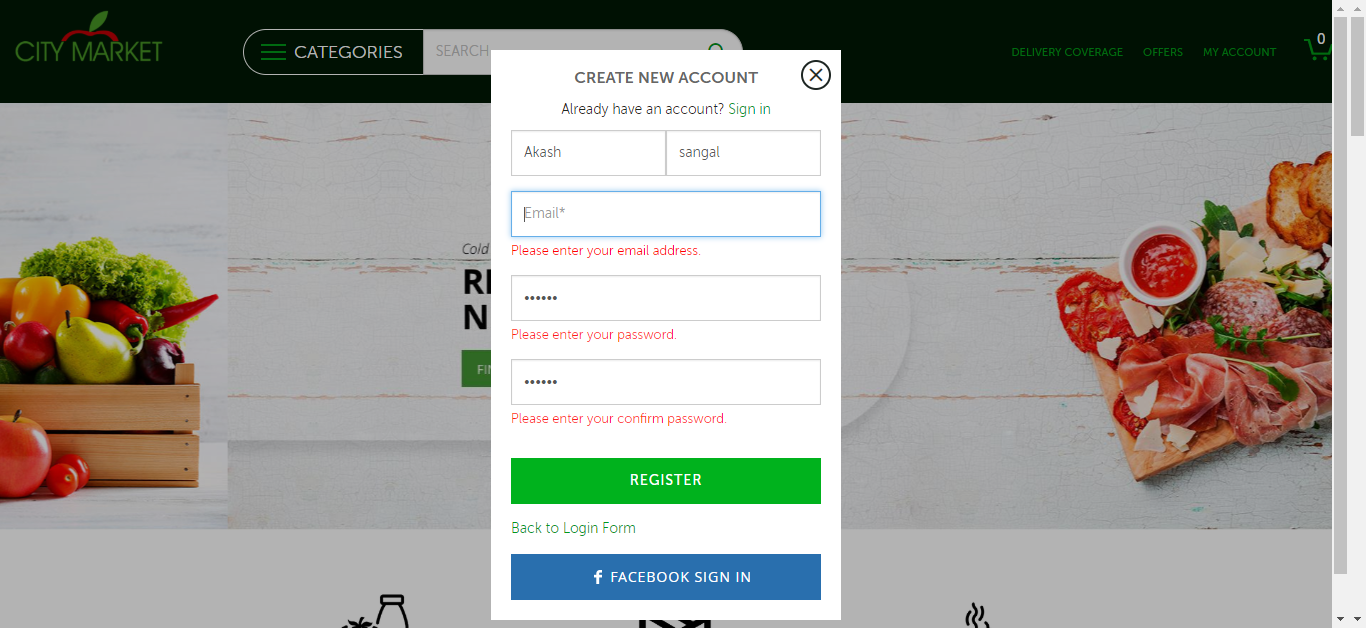 CITY MARKET
CATEGORIES
SEARCH
DELIVERY COVERAGE
OFFERS
MY ACCOUNT
0
CREATE NEW ACCOUNT
Already have an account? Sign in
Akash
sangal
Email*
Please enter your email address.
••••••
Please enter your password.
••••••
Please enter your confirm password.
REGISTER
Back to Login Form
FACEBOOK SIGN IN
Cold